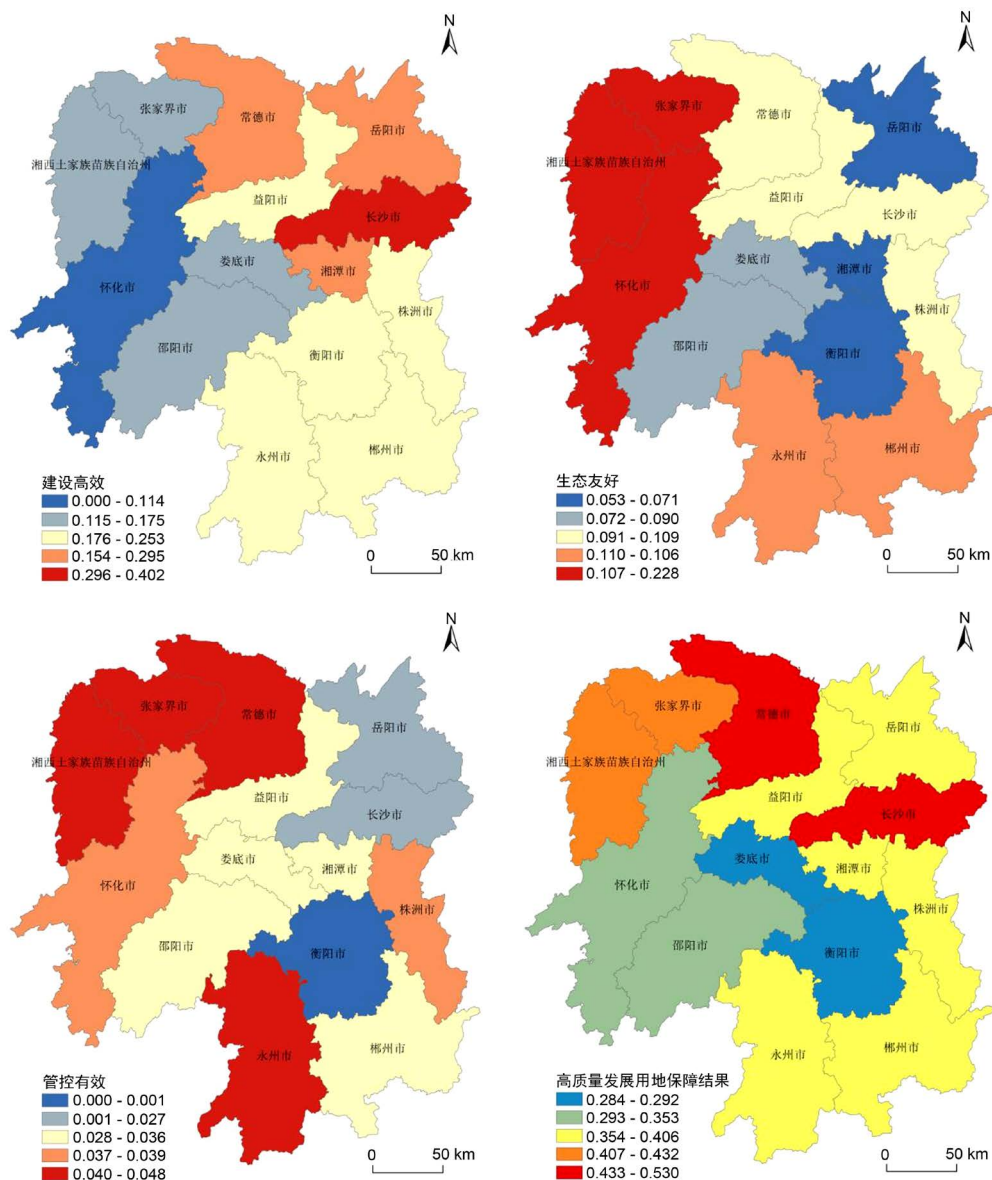 N
张家界市
常德市
岳阳市
湘西土家族苗族自治州
益阳市
长沙市
娄底市
湘潭市
怀化市
株洲市
邵阳市
衡阳市
永州市
郴州市
建设高效
0.000 - 0.114
0.115 - 0.175
0.176 - 0.253
0.154 - 0.295
0.296 - 0.402
0 50 km
N
张家界市
常德市
岳阳市
湘西土家族苗族自治州
益阳市
长沙市
娄底市
湘潭市
怀化市
株洲市
邵阳市
衡阳市
永州市
郴州市
生态友好
0.053 - 0.071
0.072 - 0.090
0.091 - 0.109
0.110 - 0.106
0.107 - 0.228
0 50 km
N
张家界市
常德市
岳阳市
湘西土家族苗族自治州
益阳市
长沙市
娄底市
湘潭市
怀化市
株洲市
邵阳市
衡阳市
永州市
郴州市
管控有效
0.000 - 0.001
0.001 - 0.027
0.028 - 0.036
0.037 - 0.039
0.040 - 0.048
0 50 km
N
张家界市
常德市
岳阳市
湘西土家族苗族自治州
益阳市
长沙市
娄底市
湘潭市
怀化市
株洲市
邵阳市
衡阳市
永州市
郴州市
高质量发展用地保障结果
0.284 - 0.292
0.293 - 0.353
0.354 - 0.406
0.407 - 0.432
0.433 - 0.530
0 50 km